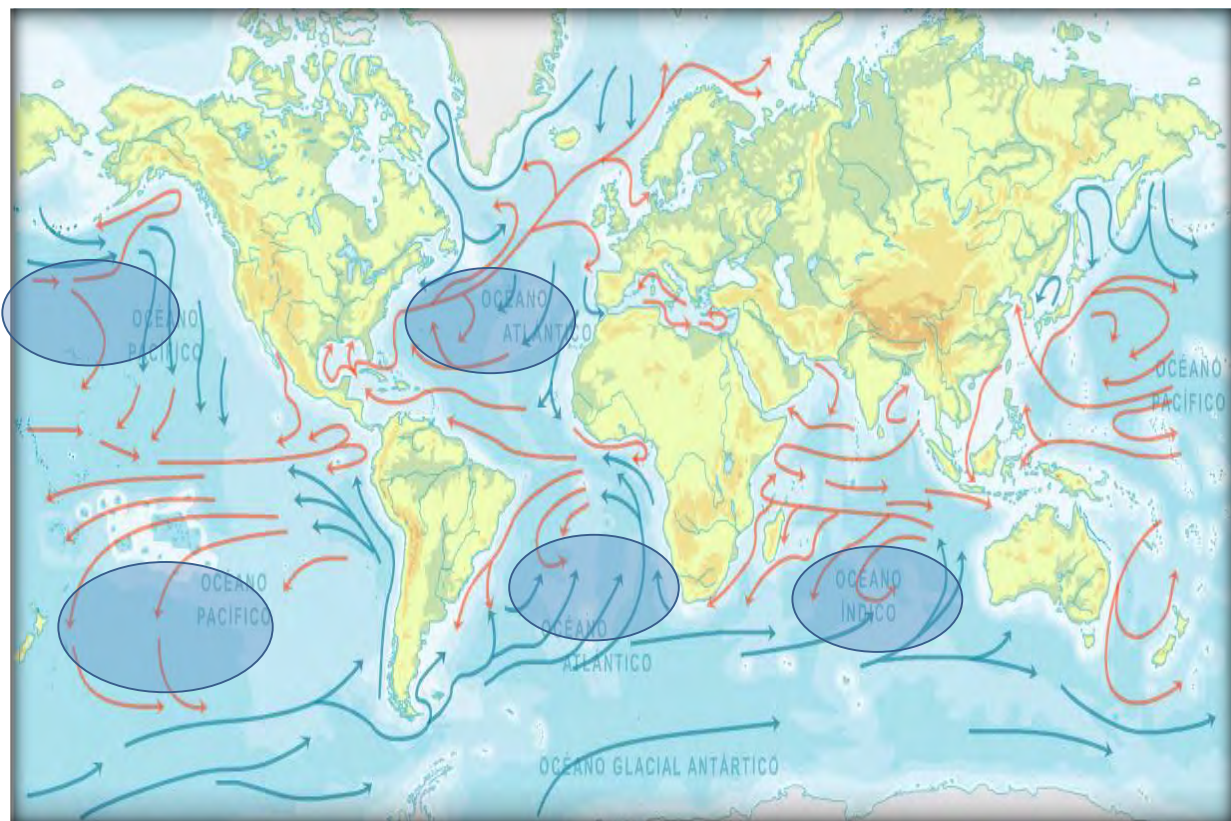 OCÉANO
PACÍFICO
OCÉANO
ATLÁNTICO
OCÉANO
PACÍFICO
OCÉANO
PACÍFICO
OCÉANO
ATLÁNTICO
OCÉANO
ÍNDICO
OCÉANO GLACIAL ANTÁRTICO